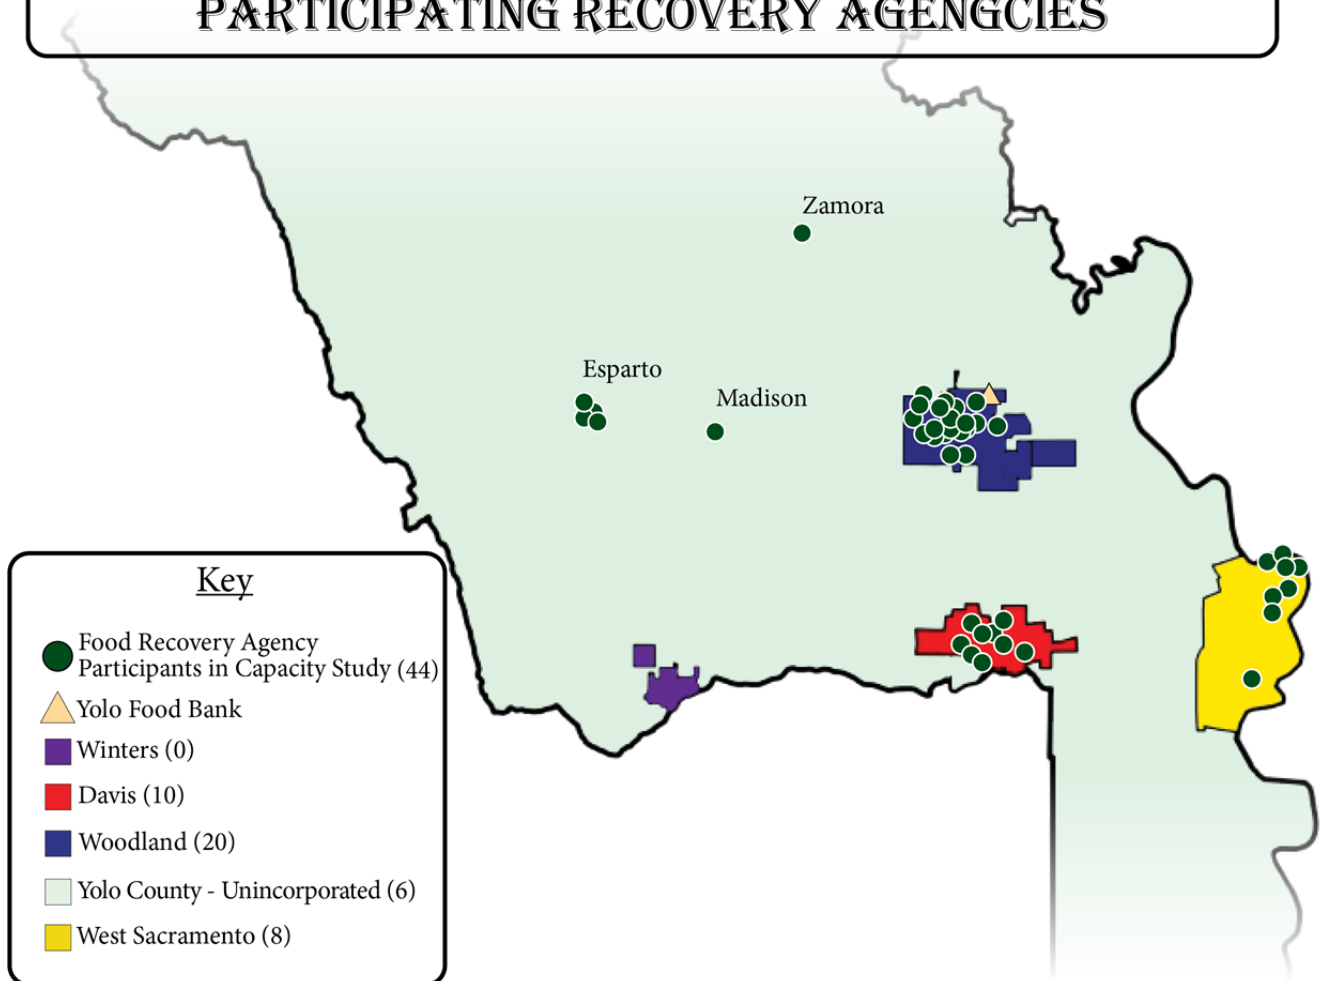 PARTICIPATING RECOVERY AGENGCIES
Zamora
Esparto
Madison
Key
Food Recovery Agency
Participants in Capacity Study (44)
Yolo Food Bank
Winters (0)
Davis (10)
Woodland (20)
Yolo County - Unincorporated (6)
West Sacramento (8)